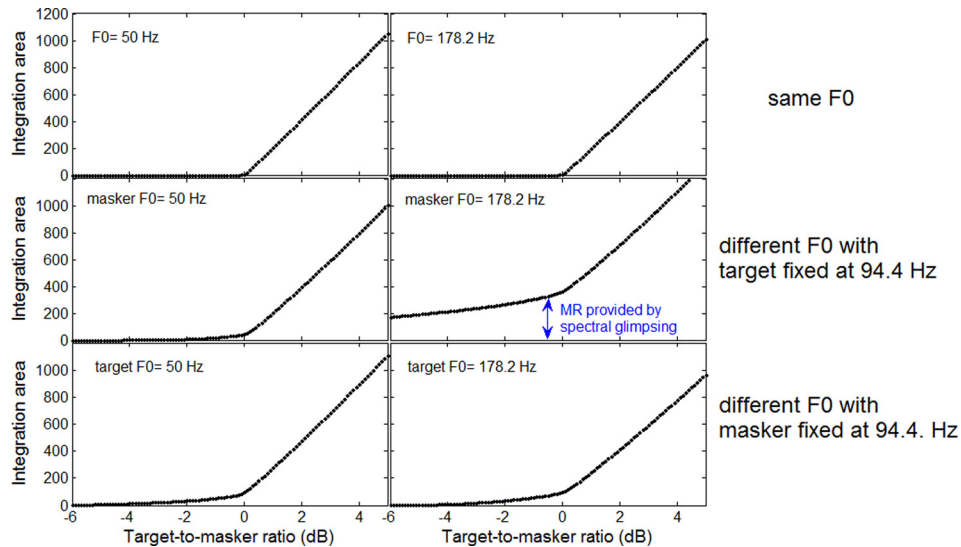 1200
1000
800
600
400
200
0
Integration area
F0= 50 Hz
F0= 178.2 Hz
same F0
1000
800
600
400
200
0
Integration area
masker F0= 50 Hz
masker F0= 178.2 Hz
MR provided by
spectral glimpsing
different F0 with
target fixed at 94.4 Hz
1000
800
600
400
200
0
Integration area
target F0= 50 Hz
target F0= 178.2 Hz
different F0 with
masker fixed at 94.4. Hz
-6 -4 -2 0 2 4 -6 -4 -2 0 2 4
Target-to-masker ratio (dB) Target-to-masker ratio (dB)